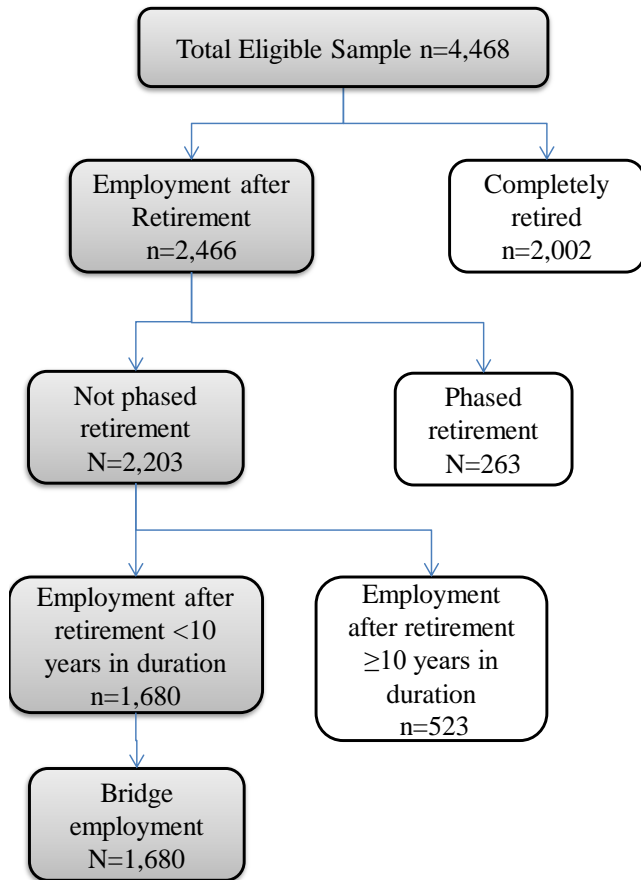 Total Eligible Sample n=4,468
Employment after
Retirement
n=2,466
Completely
retired
n=2,002
Not phased
retirement
N=2,203
Phased
retirement
N=263
Employment after
retirement <10
years in duration
n=1,680
Employment
after retirement
≥10 years in
duration
n=523
Bridge
employment
N=1,680